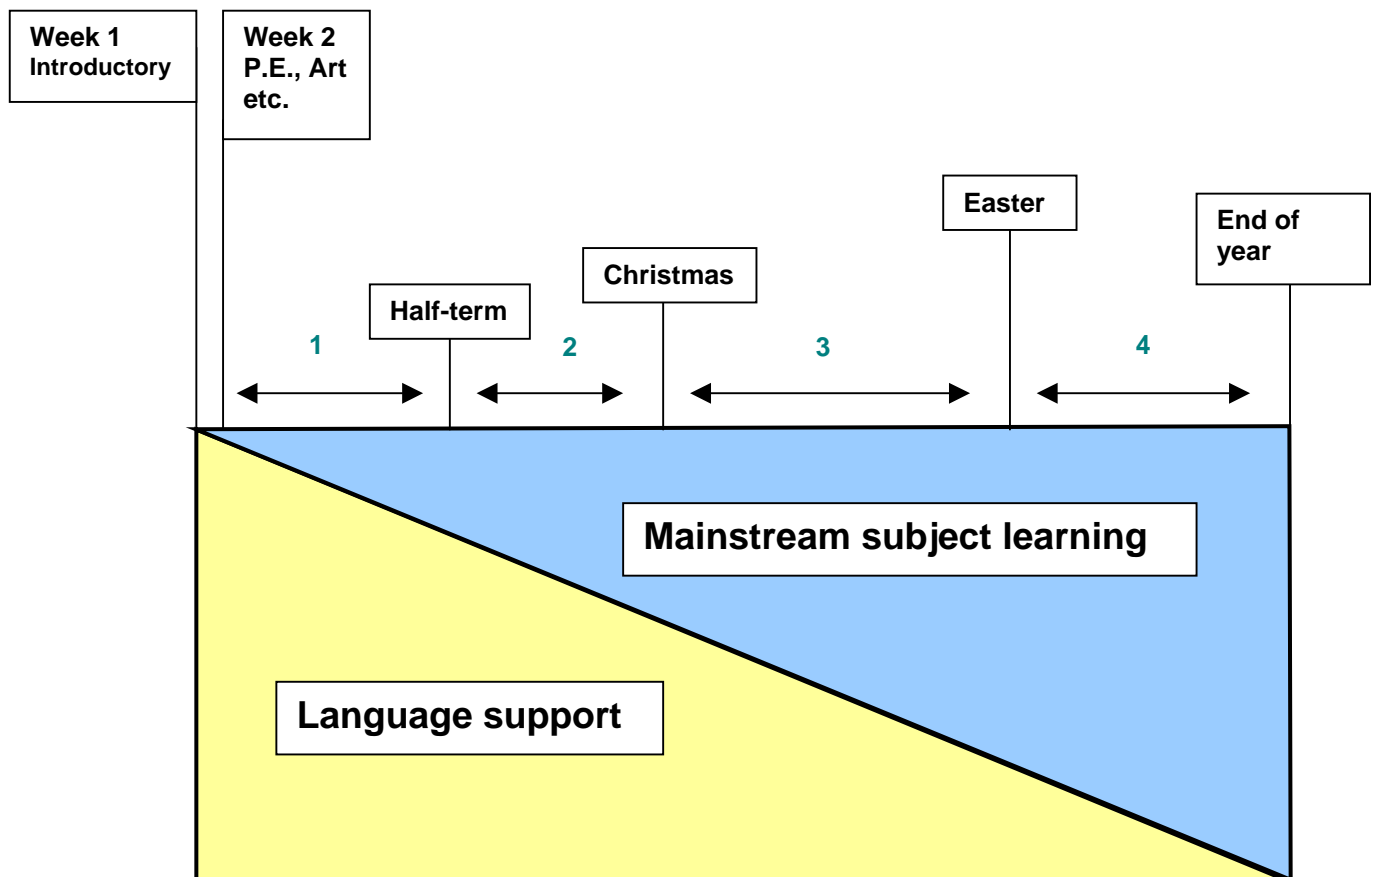 Week 1
Introductory
Week 2
P.E., Art
etc.
Easter
End of
year
Christmas
Half-term
1
2
3
4
Mainstream subject learning
Language support